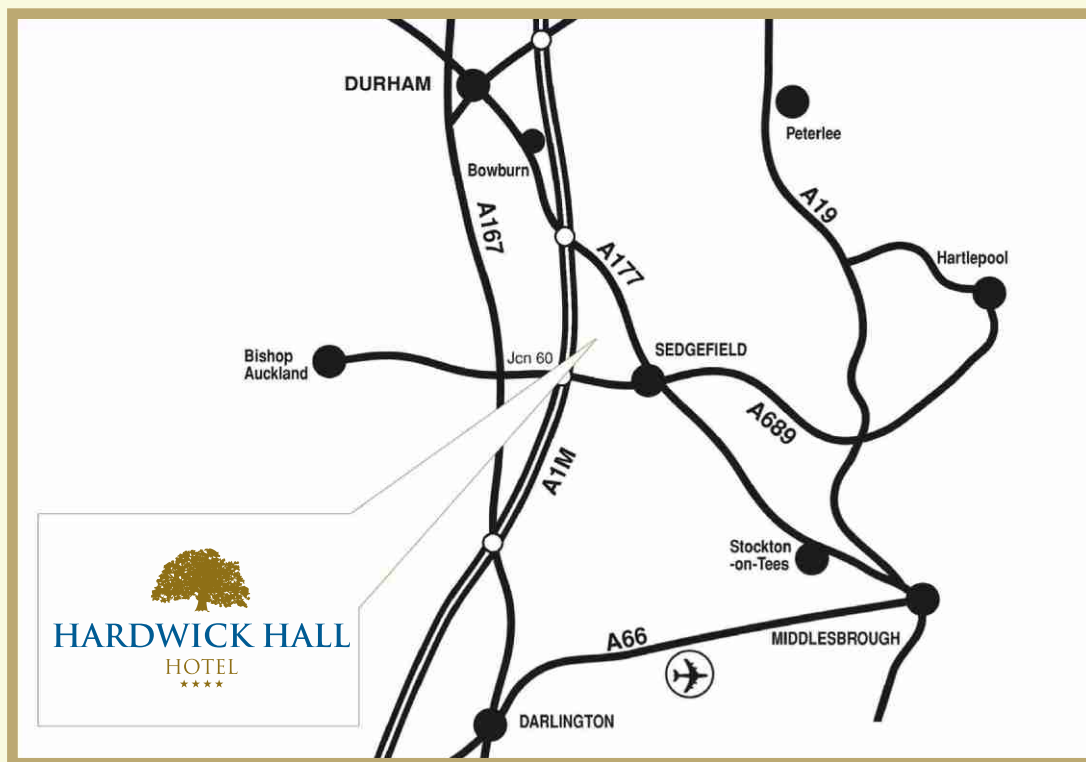 DURHAM
Peterlee
Bowburn
A167
A19
A177
Hartlepool
Bishop
Auckland
Jcn 60
SEDGEFIELD
A689
A1M
Stockton
-on-Tees
HARDWICK HALL
HOTEL
★★★★
A66
MIDDLESBROUGH
DARLINGTON